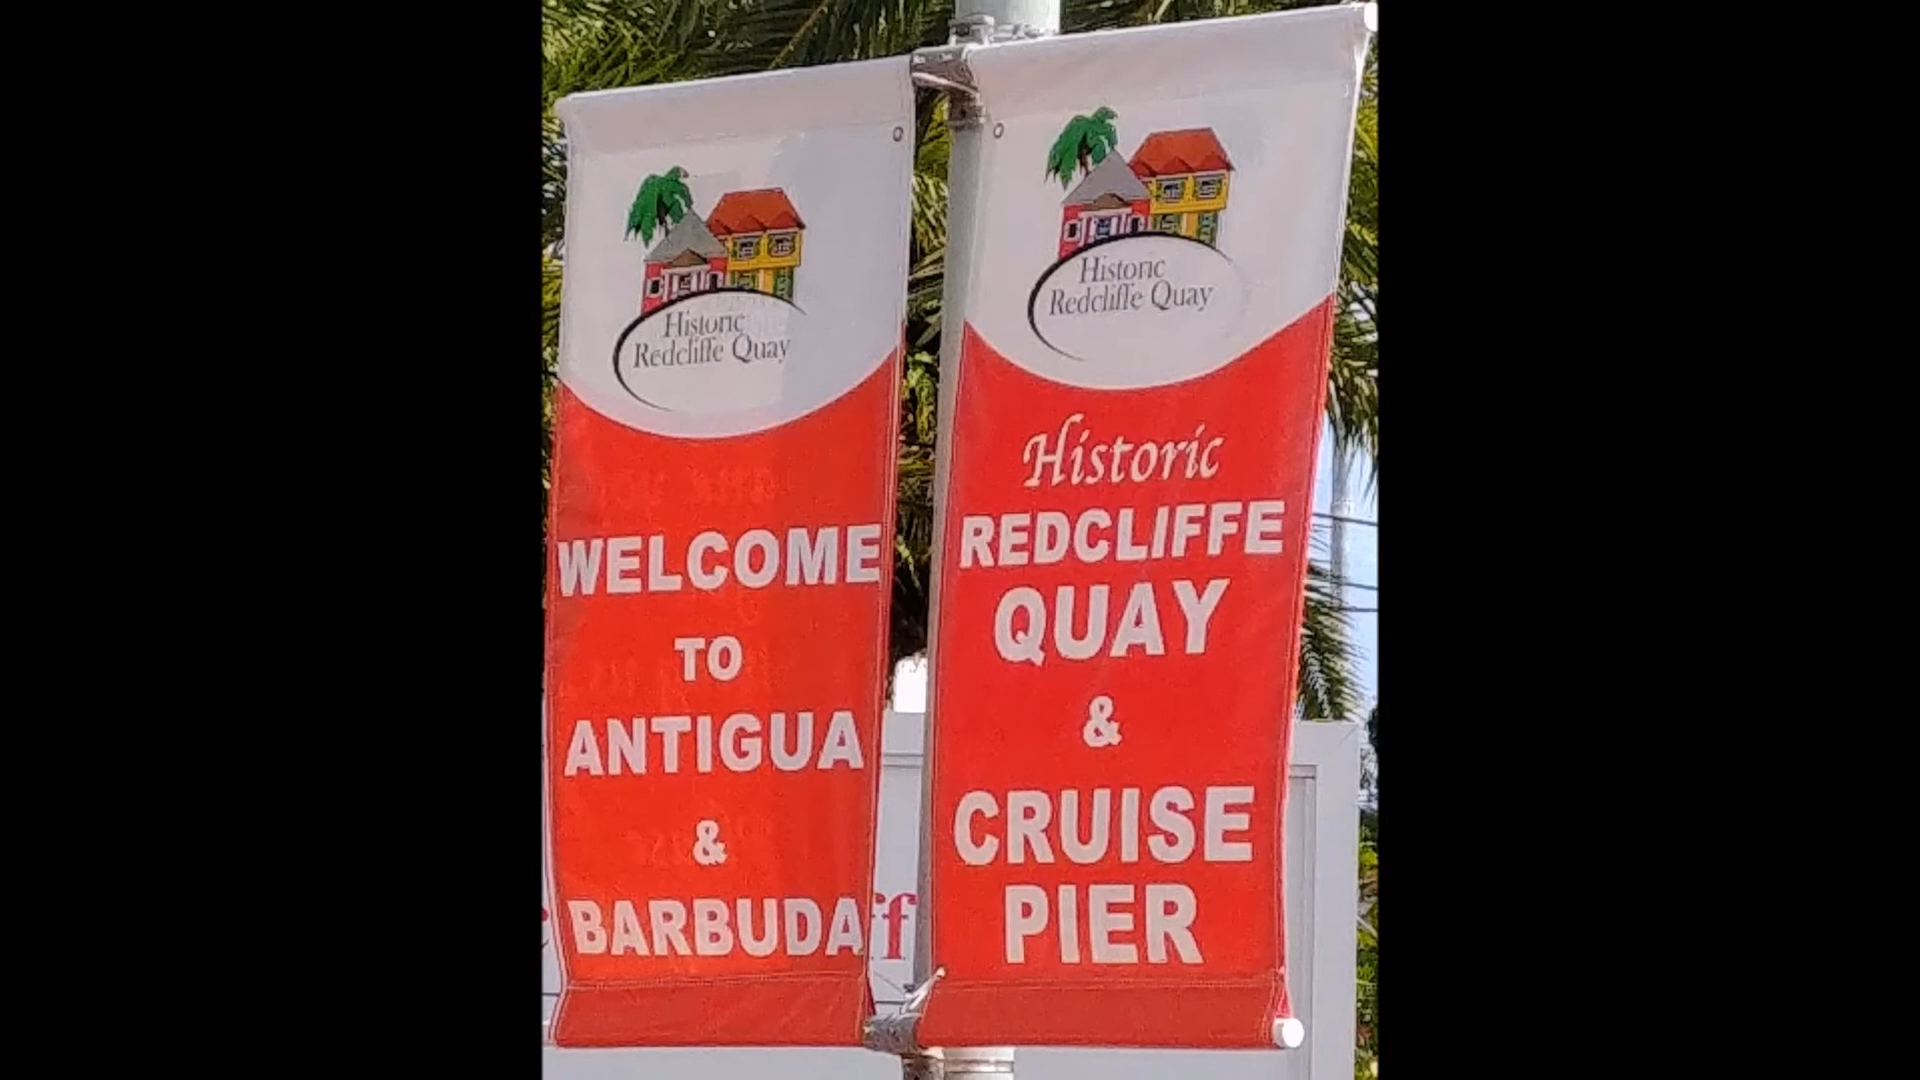 Historic
Redcliffe Quay
WELCOME
TO
ANTIGUA
&
BARBUDA
Historic
Redcliffe Quay
Historic
REDCLIFFE
QUAY
&
CRUISE
PIER